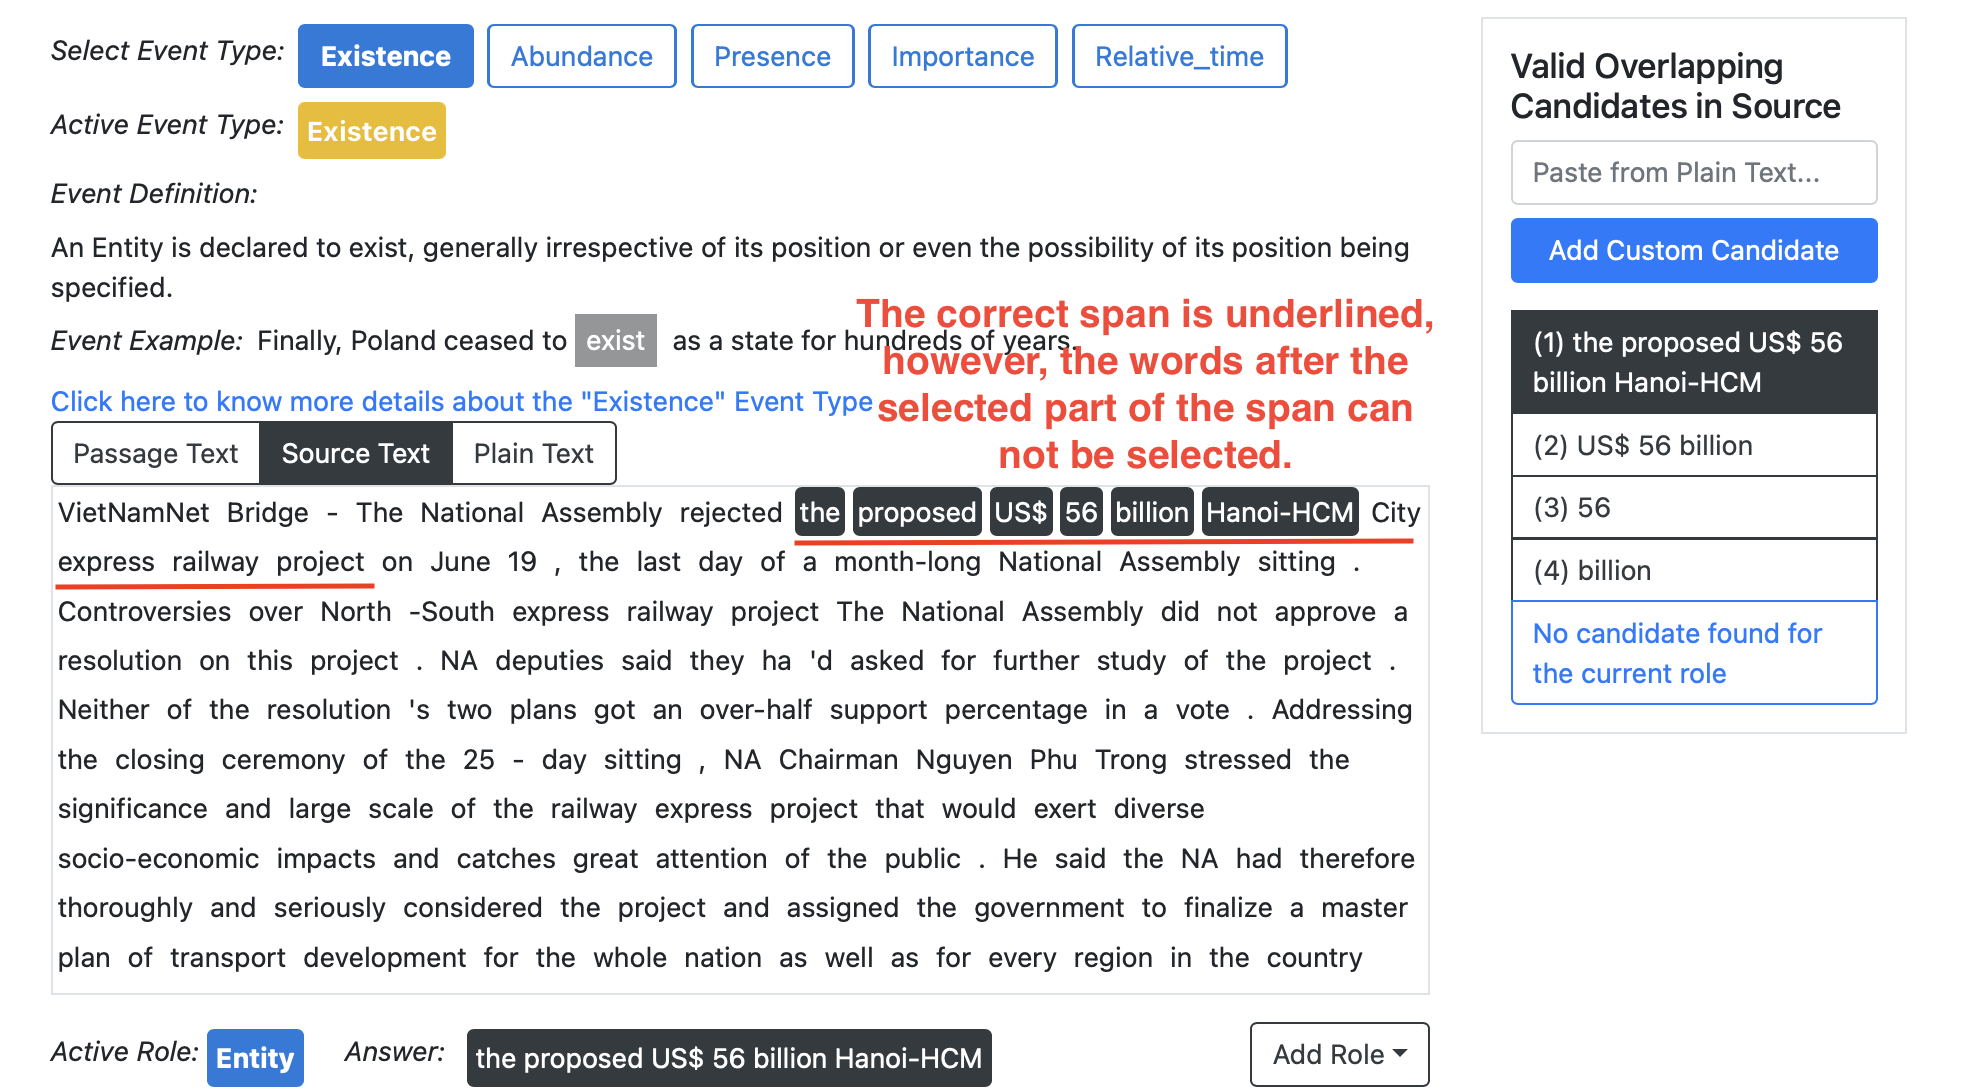 Select Event Type: Existence Abundance Presence Importance Relative_time
Active Event Type: Existence
Event Definition:
An Entity is declared to exist, generally irrespective of its position or even the possibility of its position being
specified.
Event Example: Finally, Poland ceased to exist as a state for hundreds of years.
The correct span is underlined,
however, the words after the
selected part of the span can
not be selected.
Click here to know more details about the "Existence" Event Type
Passage Text Source Text Plain Text
VietNamNet Bridge - The National Assembly rejected the proposed US$ 56 billion Hanoi-HCM City
express railway project on June 19 , the last day of a month-long National Assembly sitting .
Controversies over North -South express railway project The National Assembly did not approve a
resolution on this project . NA deputies said they ha 'd asked for further study of the project .
Neither of the resolution 's two plans got an over-half support percentage in a vote . Addressing
the closing ceremony of the 25 - day sitting , NA Chairman Nguyen Phu Trong stressed the
significance and large scale of the railway express project that would exert diverse
socio-economic impacts and catches great attention of the public . He said the NA had therefore
thoroughly and seriously considered the project and assigned the government to finalize a master
plan of transport development for the whole nation as well as for every region in the country
Active Role: Entity Answer: the proposed US$ 56 billion Hanoi-HCM Add Role
Valid Overlapping
Candidates in Source
Paste from Plain Text...
Add Custom Candidate
(1) the proposed US$ 56
billion Hanoi-HCM
(2) US$ 56 billion
(3) 56
(4) billion
No candidate found for
the current role